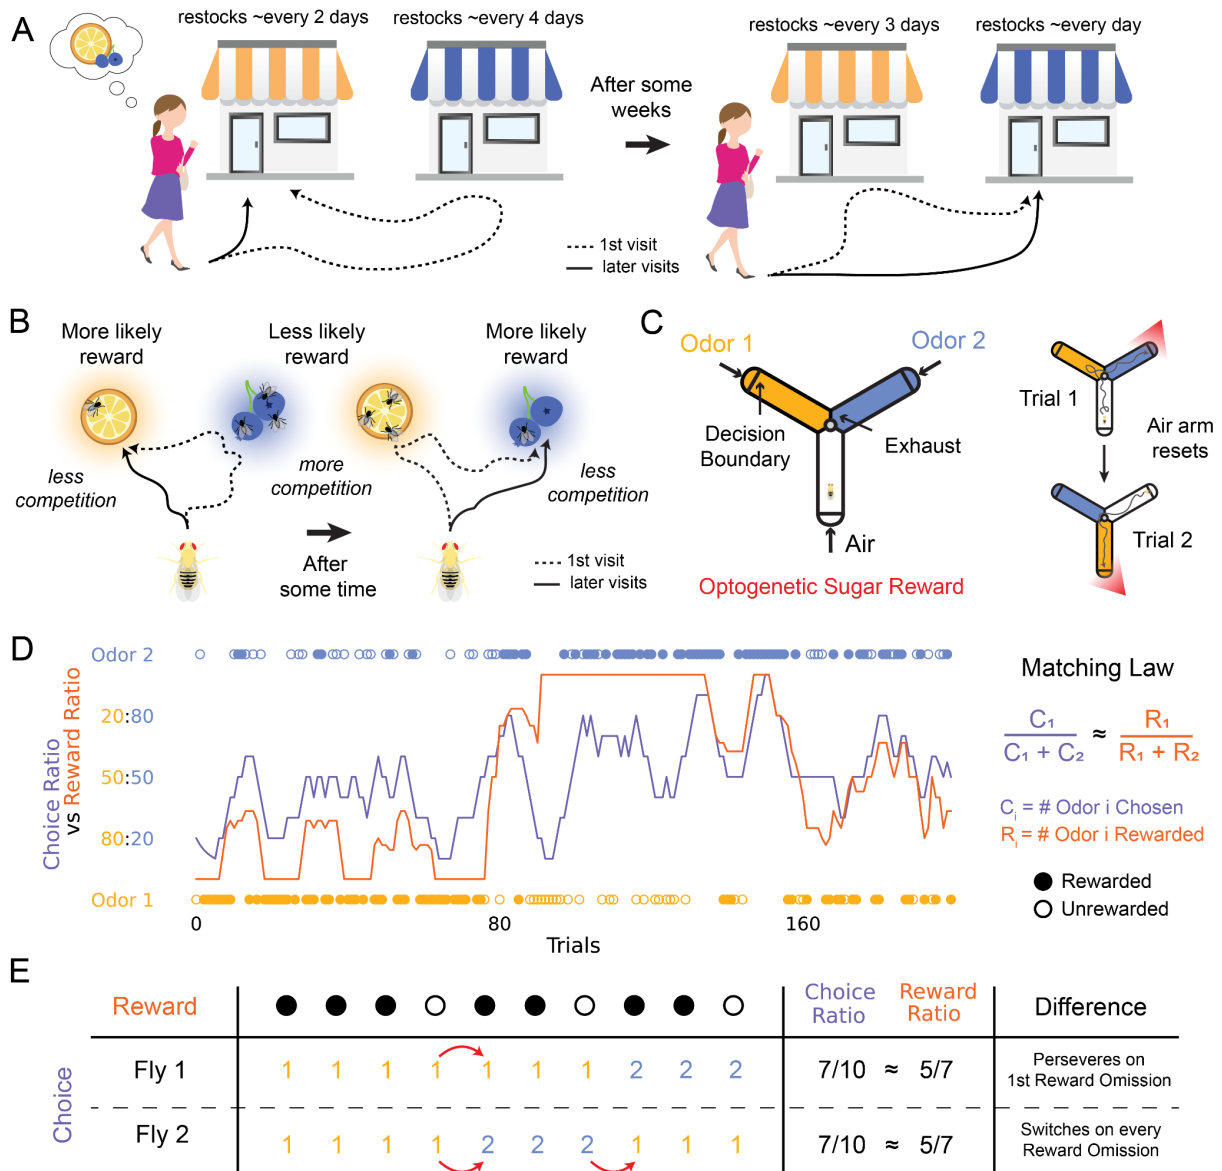 A
restocks ~every 2 days
restocks ~every 4 days
After some
weeks
restocks ~every 3 days
restocks ~every day
1st visit
later visits
B
More likely
reward
Less likely
reward
More likely
reward
less
competition
more
competition
less
competition
After
some time
1st visit
later visits
C
Odor 1
Odor 2
Decision
Boundary
Exhaust
Air
Optogenetic Sugar Reward
Trial 1
Air arm
resets
Trial 2
D
Choice Ratio
vs Reward Ratio
Odor 2
20:80
50:50
80:20
Odor 1
0
80
160
Trials
Matching Law
C₁
C₁ + C₂
≈
R₁
R₁ + R₂
Cᵢ = # Odor i Chosen
Rᵢ = # Odor i Rewarded
Rewarded
Unrewarded
E
Reward
Choice
Ratio
Reward
Ratio
Difference
Choice
Fly 1
1 1 1 1 1 1 1 2 2 2
7/10 ≈ 5/7
Perseveres on
1st Reward Omission
Fly 2
1 1 1 1 2 2 2 1 1 1
7/10 ≈ 5/7
Switches on every
Reward Omission